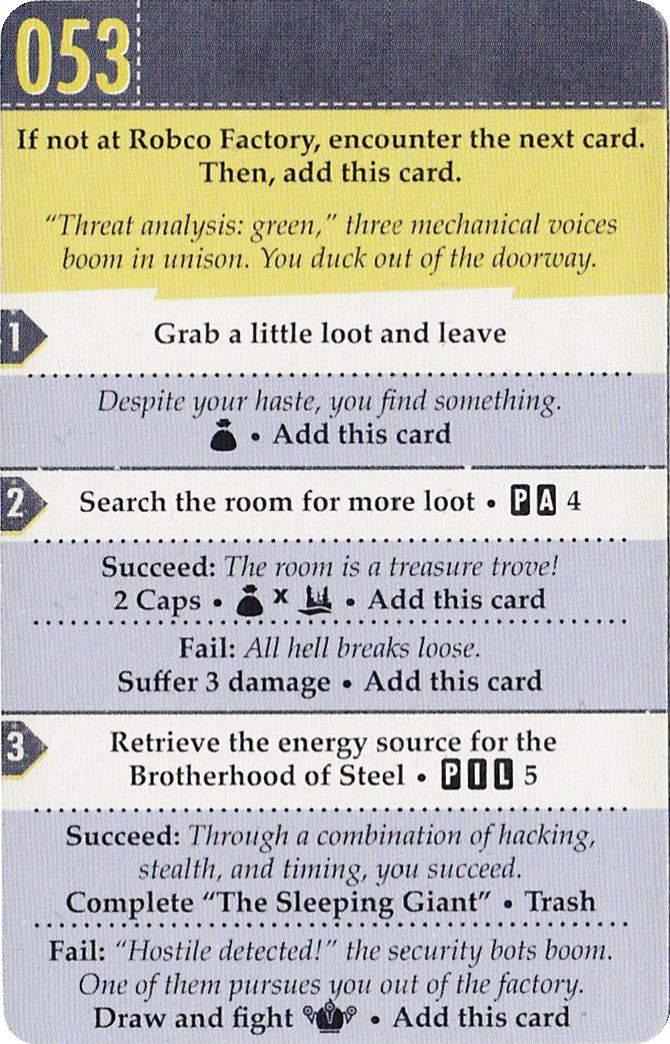 053
If not at Robco Factory, encounter the next card.
Then, add this card.
“Threat analysis: green,” three mechanical voices
boom in unison. You duck out of the doorway.
1 Grab a little loot and leave
Despite your haste, you find something.
• Add this card
2 Search the room for more loot • P A 4
Succeed: The room is a treasure trove!
2 Caps • x • Add this card
Fail: All hell breaks loose.
Suffer 3 damage • Add this card
3 Retrieve the energy source for the
Brotherhood of Steel • P I L 5
Succeed: Through a combination of hacking,
stealth, and timing, you succeed.
Complete “The Sleeping Giant” • Trash
Fail: “Hostile detected!” the security bots boom.
One of them pursues you out of the factory.
Draw and fight • Add this card